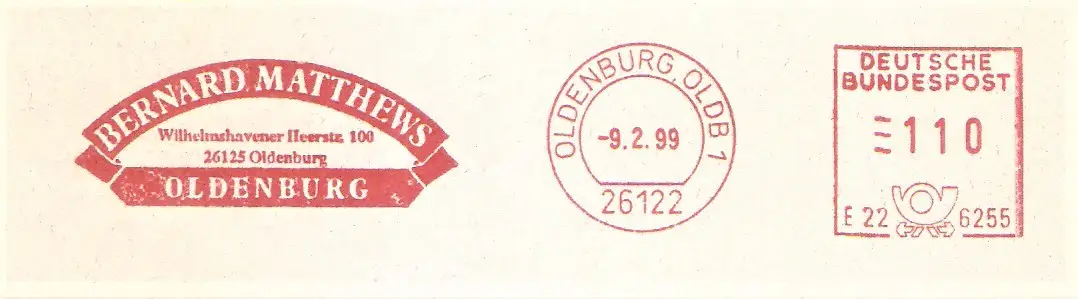 BERNARD MATTHEWS
Wilhelmshavener Heerstr. 100
26125 Oldenburg
OLDENBURG
OLDENBURG, OLDB 1
-9.2.99
26122
DEUTSCHE
BUNDESPOST
110
E 22 6255